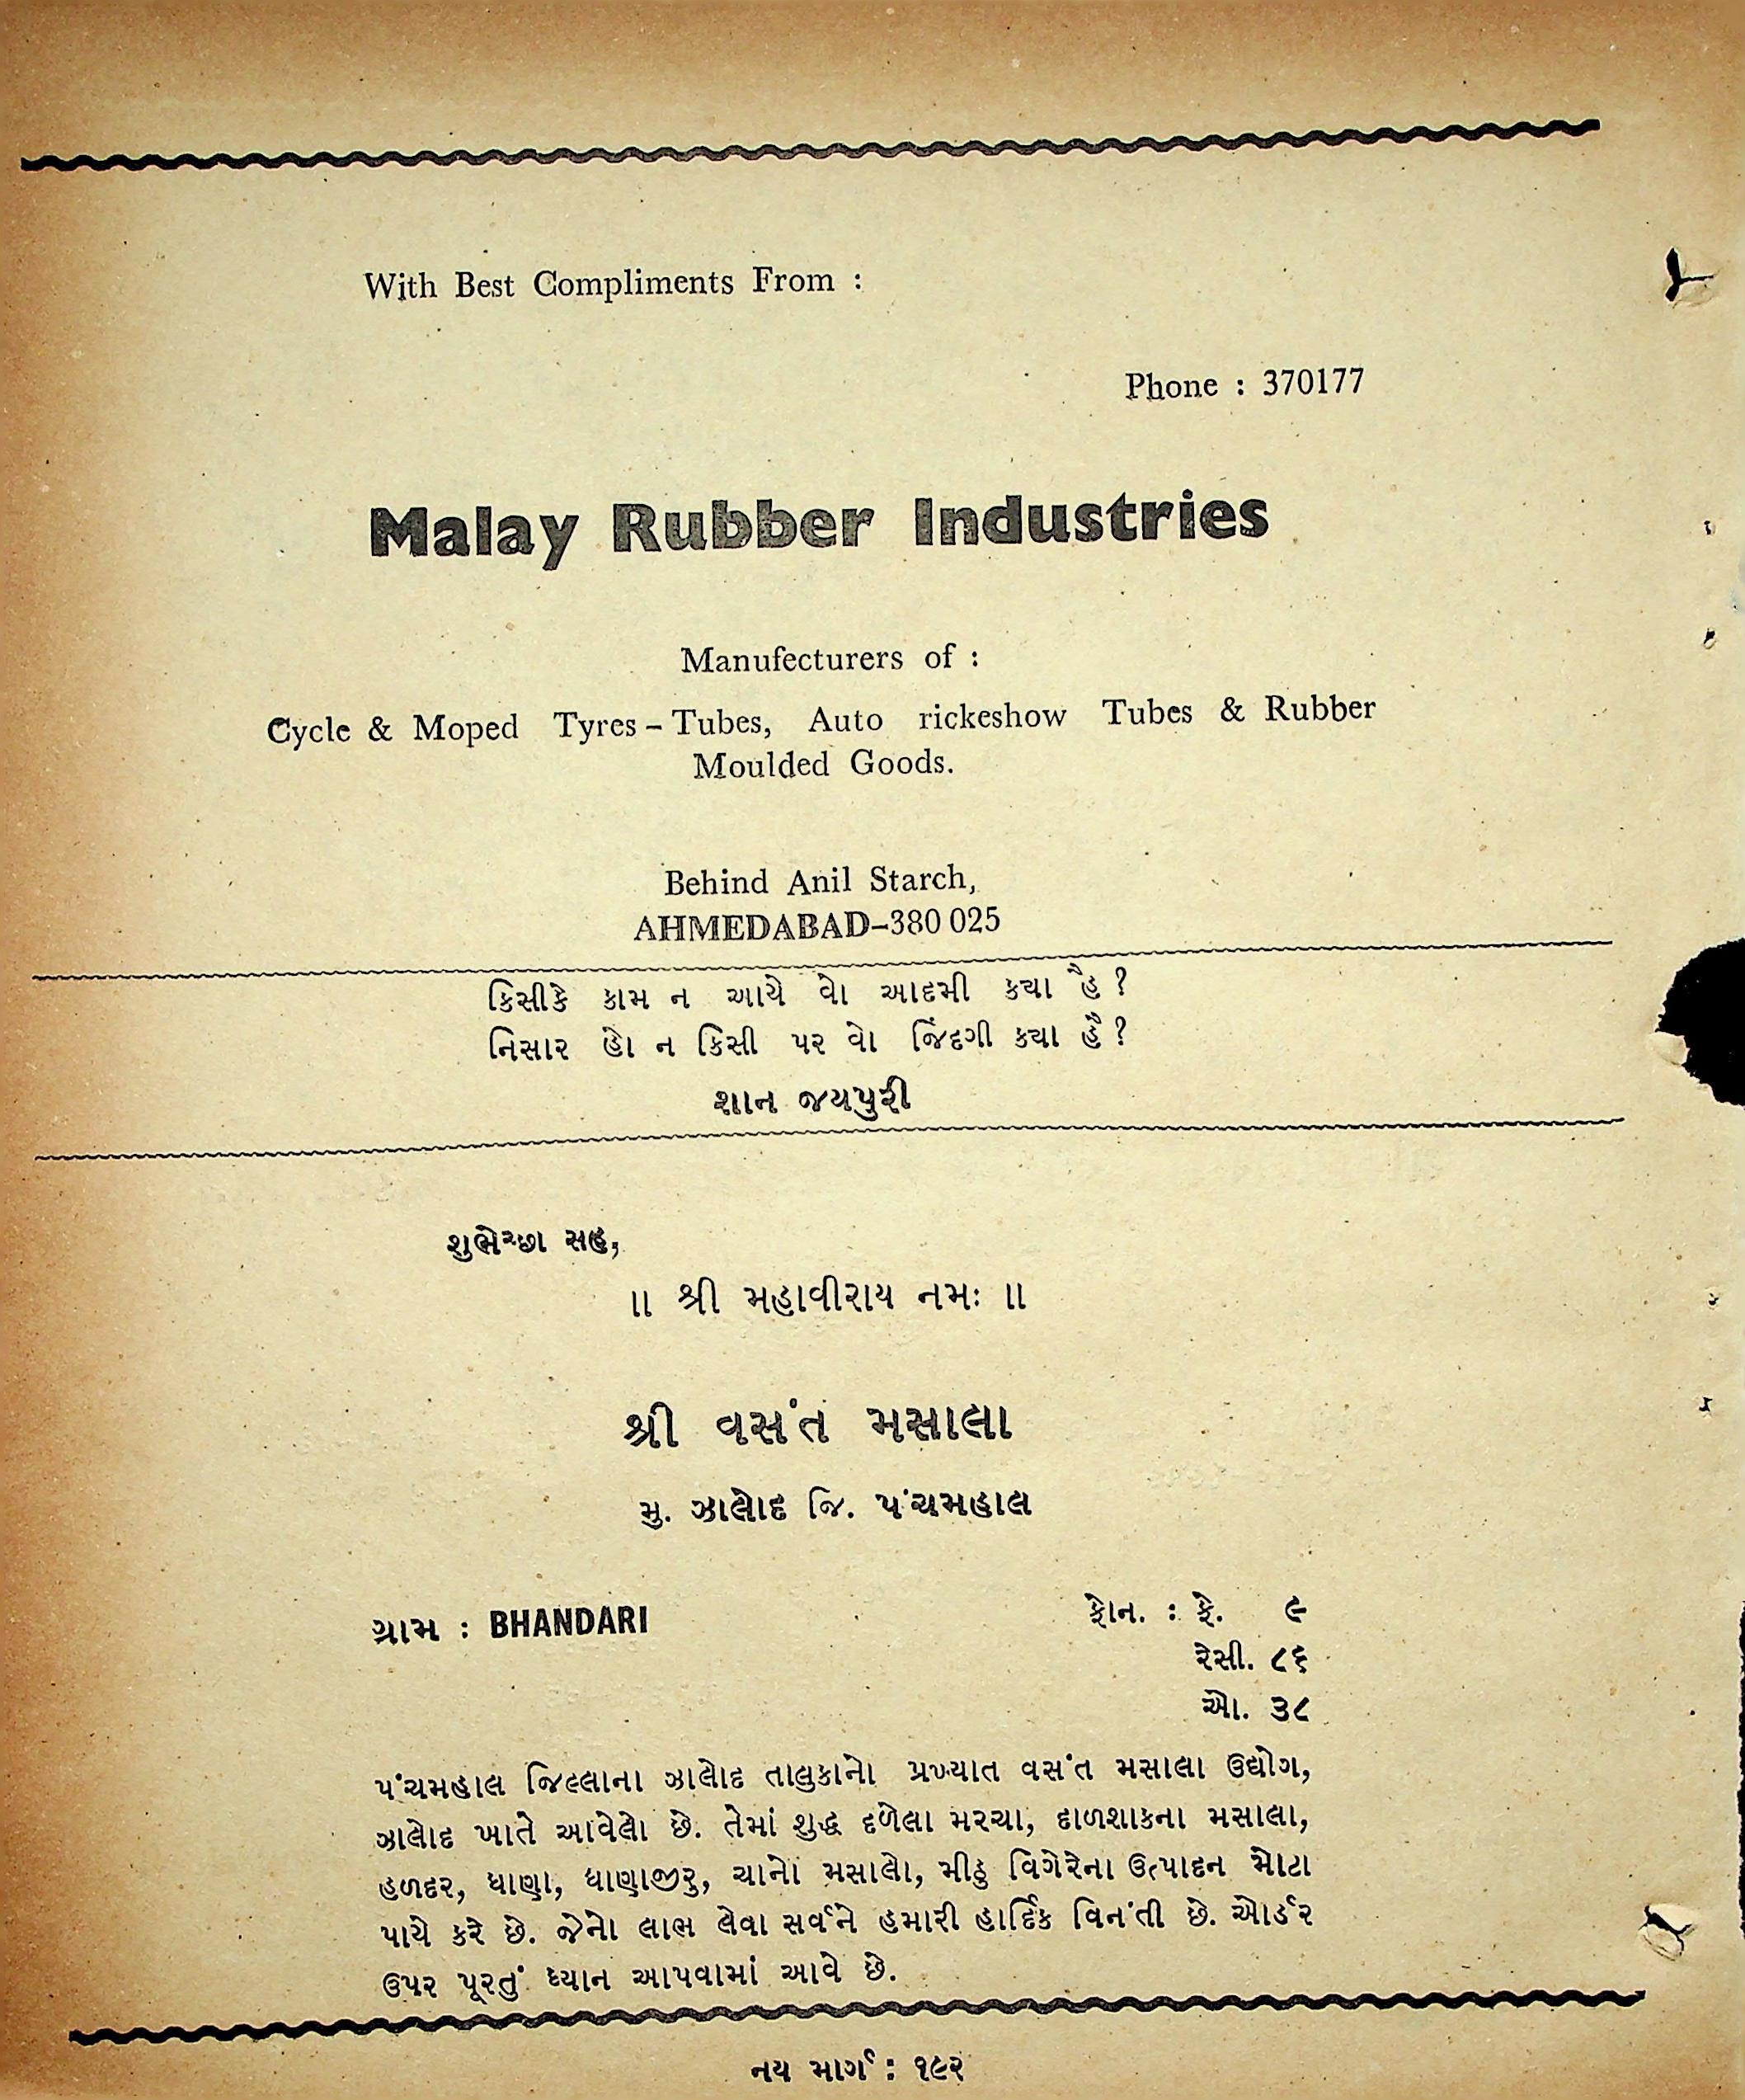 With Best Compliments From :
Phone : 370177
Malay Rubber Industries
Manufecturers of :
Cycle & Moped Tyres – Tubes, Auto rickeshow Tubes & Rubber
Moulded Goods.
Behind Anil Starch,
AHMEDABAD–380 025
કિસીકે કામ ન આયે વો આદમી ક્યા હૈ ?
નિસાર હો ન કિસી પર વો જિંદગી ક્યા હૈ ?
શાન જયપુરી
શુભેચ્છા સહ,
॥ શ્રી મહાવીરાય નમઃ ॥
શ્રી વસંત મસાલા
મુ. ઝાલોદ જિ. પંચમહાલ
ગ્રામ : BHANDARI
ફોન. : ફે. ૯
રેસી. ૮૬
ઓ. ૩૮
પંચમહાલ જિલ્લાના ઝાલોદ તાલુકાનો પ્રખ્યાત વસંત મસાલા ઉદ્યોગ,
ઝાલોદ ખાતે આવેલો છે. તેમાં શુદ્ધ દળેલા મરચા, દાળશાકના મસાલા,
હળદર, ધાણા, ધાણાજીરુ, ચાનો મસાલો, મીઠુ વિગેરેના ઉત્પાદન મોટા
પાયે કરે છે. જેનો લાભ લેવા સર્વને હમારી હાર્દિક વિનંતી છે. ઓર્ડર
ઉપર પૂરતું ધ્યાન આપવામાં આવે છે.
નય માર્ગ : ૧૯૨